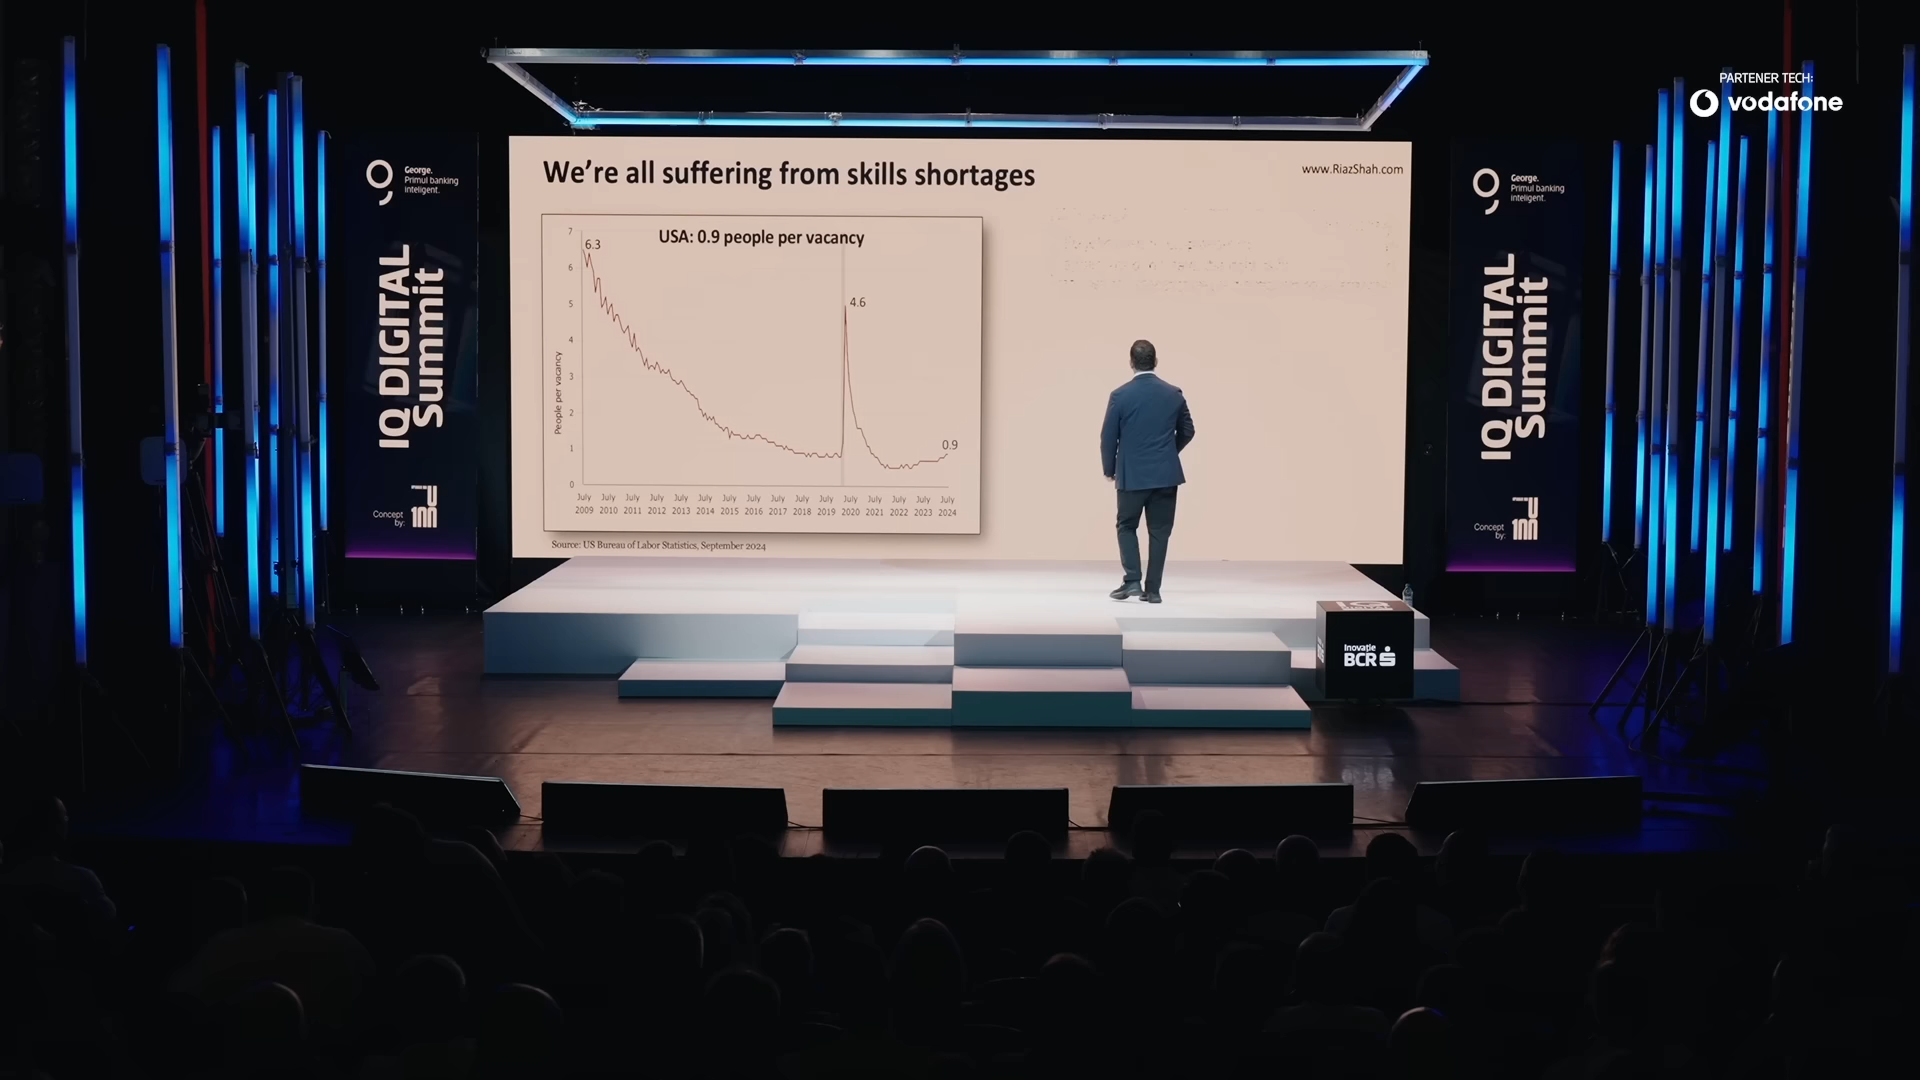 PARTENER TECH:
vodafone
George.
Primul banking
inteligent.
IQ DIGITAL
Summit
Concept
by:
We're all suffering from skills shortages
www.RiazShah.com
USA: 0.9 people per vacancy
People per vacancy
7
6
5
4
3
2
1
0
6.3
4.6
0.9
July July July July July July July July July July July July July July July July
2009 2010 2011 2012 2013 2014 2015 2016 2017 2018 2019 2020 2021 2022 2023 2024
Source: US Bureau of Labor Statistics, September 2024
George.
Primul banking
inteligent.
IQ DIGITAL
Summit
Concept
by:
Inovație
BCR